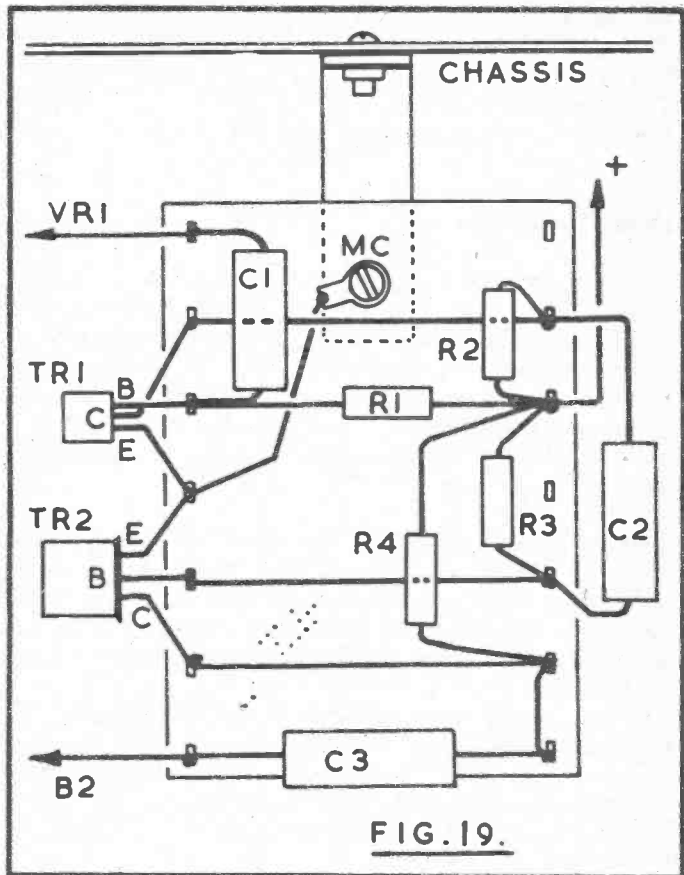 CHASSIS
+
VR1
MC
C1
R2
TR1
B
C
E
R1
TR2
E
B
C
R4
R3
C2
C3
B2
FIG. 19.